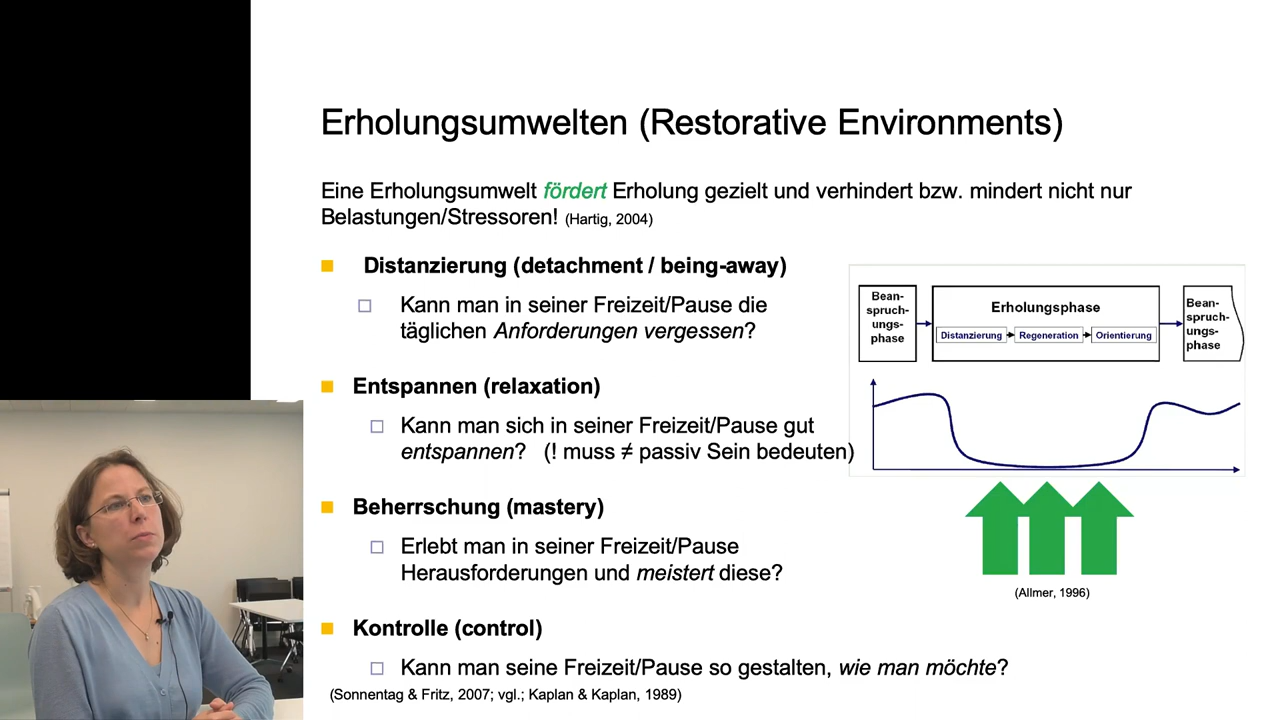 Erholungsumwelten (Restorative Environments)
Eine Erholungsumwelt fördert Erholung gezielt und verhindert bzw. mindert nicht nur
Belastungen/Stressoren! (Hartig, 2004)
Distanzierung (detachment / being-away)
Kann man in seiner Freizeit/Pause die
täglichen Anforderungen vergessen?
Entspannen (relaxation)
Kann man sich in seiner Freizeit/Pause gut
entspannen? (! muss ≠ passiv Sein bedeuten)
Beherrschung (mastery)
Erlebt man in seiner Freizeit/Pause
Herausforderungen und meistert diese?
Kontrolle (control)
Kann man seine Freizeit/Pause so gestalten, wie man möchte?
(Sonnentag & Fritz, 2007; vgl.; Kaplan & Kaplan, 1989)
Bean-
spruch-
ungs-
phase
Erholungsphase
Distanzierung
Regeneration
Orientierung
Bean-
spruch-
ungs-
phase
(Allmer, 1996)